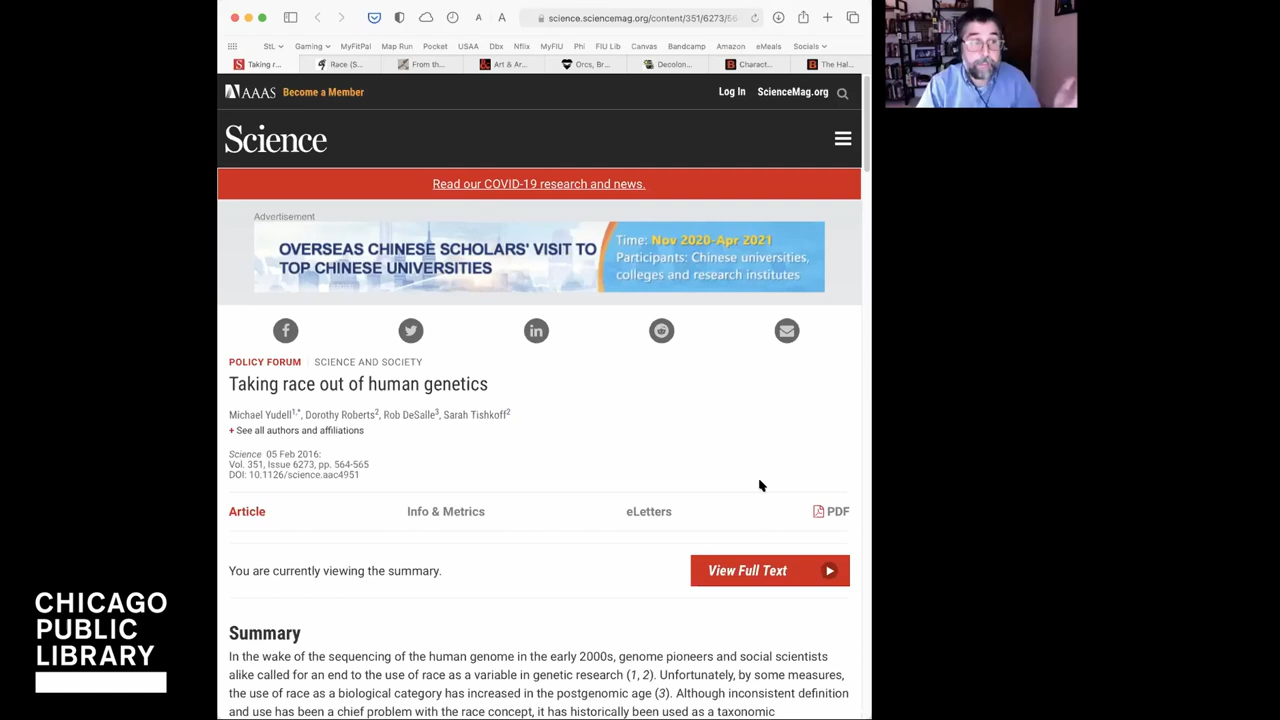 science.sciencemag.org/content/351/6273/56
A A
StL Gaming MyFitPal Map Run Pocket USAA Dbx Nflix MyFIU Phi FIU Lib Canvas Bandcamp Amazon eMeals Socials
Taking r... Race (S... From th... Art & Ar... Orcs, Br... Decolon... Charact... The Hal...
AAAS Become a Member Log In ScienceMag.org
Science
Read our COVID-19 research and news.
Advertisement
OVERSEAS CHINESE SCHOLARS' VISIT TO
TOP CHINESE UNIVERSITIES
Time: Nov 2020-Apr 2021
Participants: Chinese universities,
colleges and research institutes
POLICY FORUM SCIENCE AND SOCIETY
Taking race out of human genetics
Michael Yudell1,*, Dorothy Roberts2, Rob DeSalle3, Sarah Tishkoff2
+ See all authors and affiliations
Science 05 Feb 2016:
Vol. 351, Issue 6273, pp. 564-565
DOI: 10.1126/science.aac4951
Article Info & Metrics eLetters PDF
You are currently viewing the summary. View Full Text
Summary
In the wake of the sequencing of the human genome in the early 2000s, genome pioneers and social scientists
alike called for an end to the use of race as a variable in genetic research (1, 2). Unfortunately, by some measures,
the use of race as a biological category has increased in the postgenomic age (3). Although inconsistent definition
and use has been a chief problem with the race concept, it has historically been used as a taxonomic
CHICAGO
PUBLIC
LIBRARY